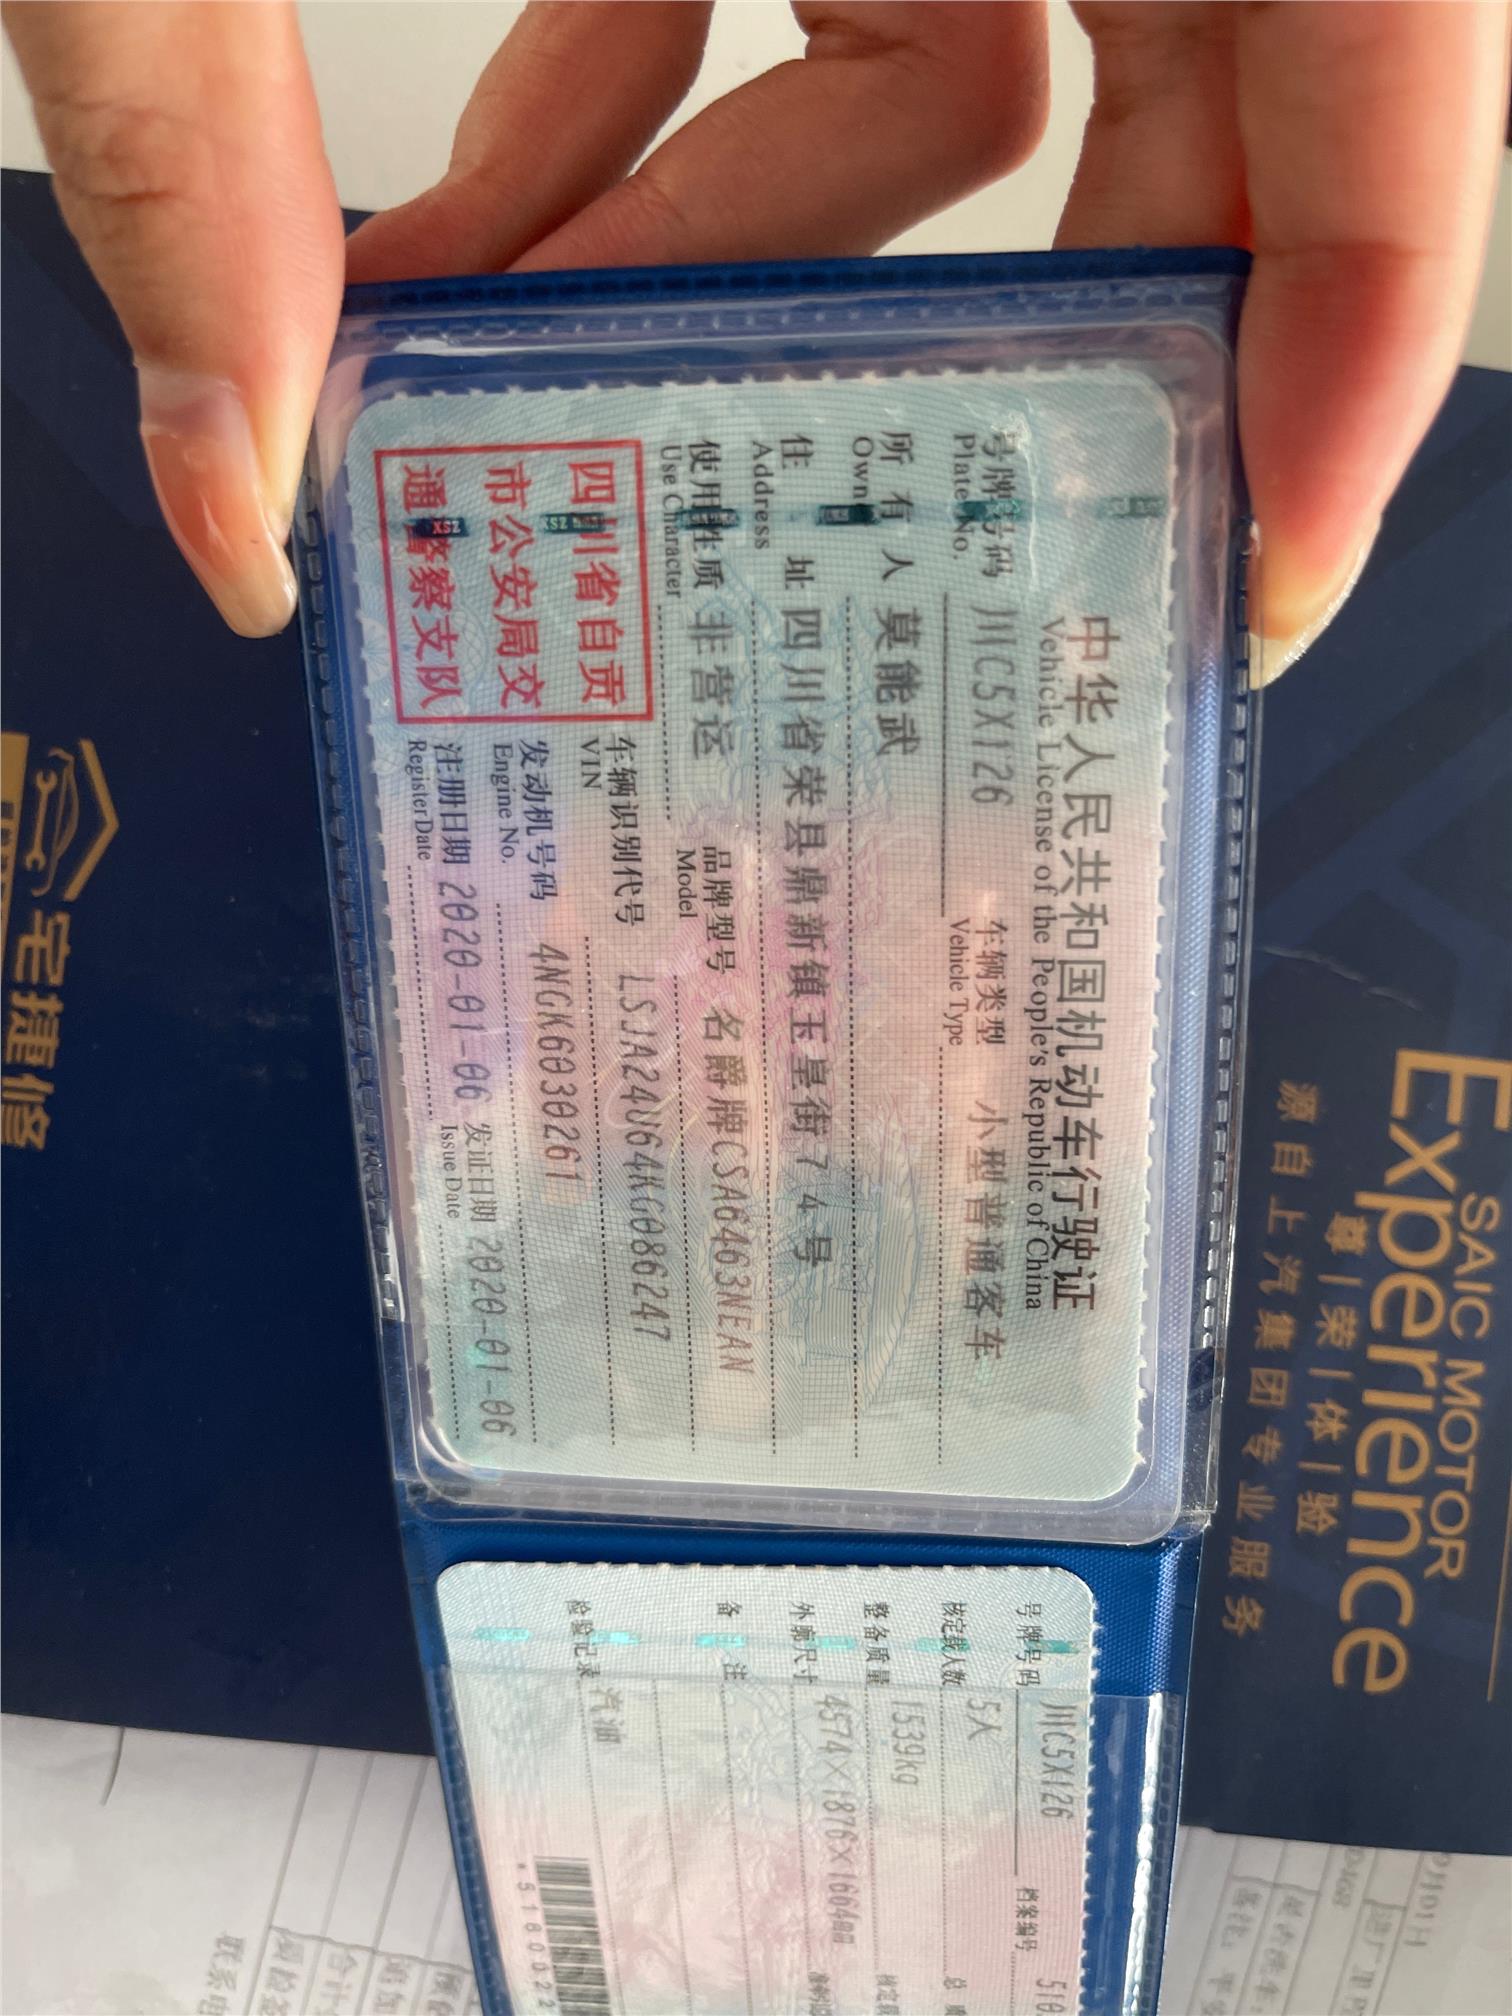 中华人民共和国机动车行驶证
Vehicle License of the People's Republic of China
号牌号码 川C5X126 车辆类型 小型普通客车
Plate No. Vehicle Type
所有人 莫能武
Own
住址 四川省荣县鼎新镇玉皇街74号
Address
使用性质 非营运 品牌型号 名爵牌CSA6463NEAN
Use Character Model
四川省自贡
市公安局交
通警察支队
车辆识别代号 LSJA24U64KG086247
VIN
发动机号码 4NGK6030261
Engine No.
注册日期 2020-01-06 发证日期 2020-01-06
Register Date Issue Date
号牌号码 川C5X126 档案编号 510
核定载人数 5人 总质
整备质量 1539kg 核定
外廓尺寸 4574X1876X1664mm
备注
检验记录 汽油
5180022
SAIC MOTOR
Experience
尊|荣|体|验
源自上汽集团专业服务
宅捷修